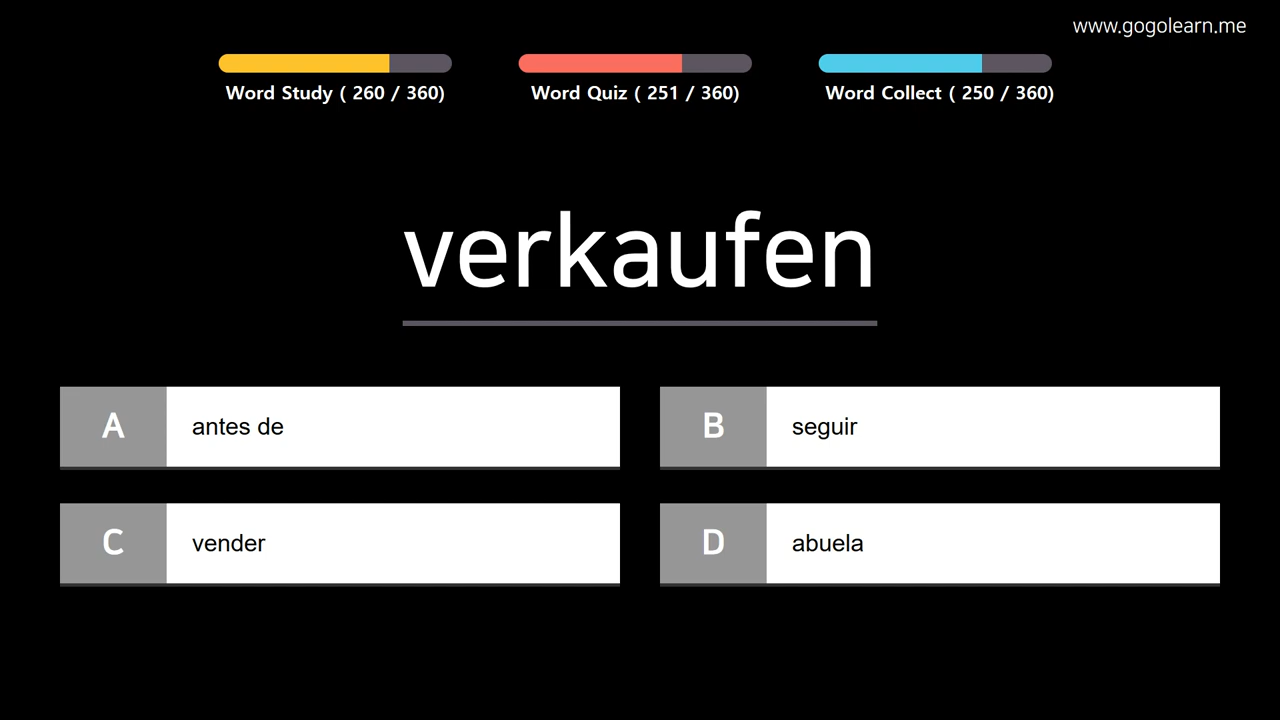 www.gogolearn.me
Word Study ( 260 / 360)
Word Quiz ( 251 / 360)
Word Collect ( 250 / 360)
verkaufen
A antes de
B seguir
C vender
D abuela